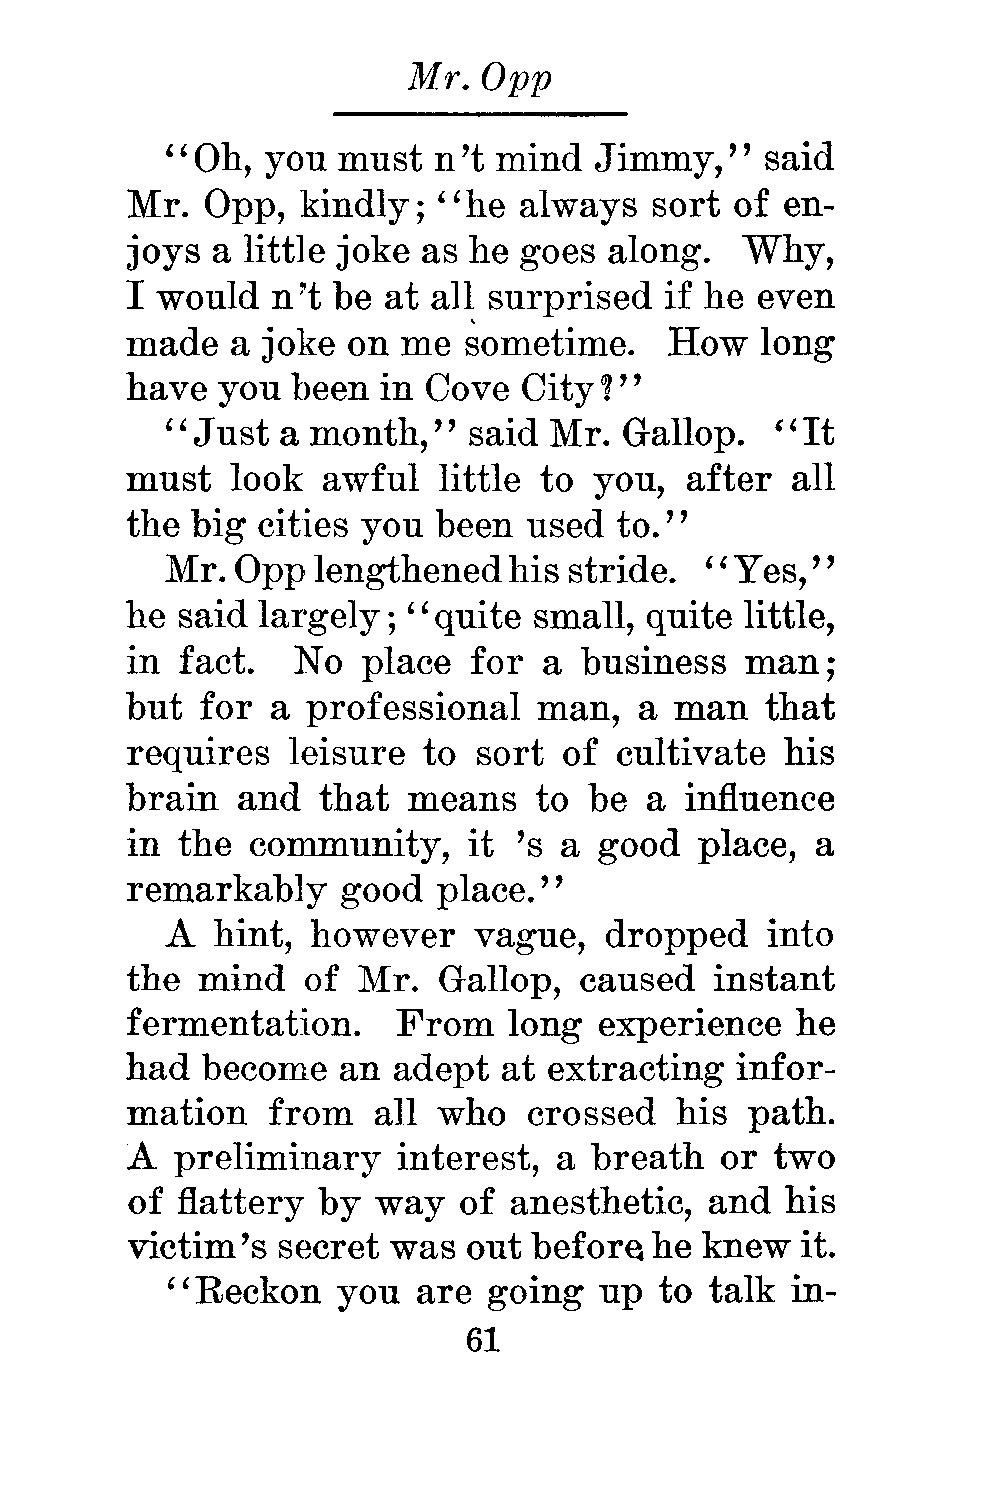 Mr. Opp
"Oh, you must n't mind Jimmy," said
Mr. Opp, kindly; "he always sort of en-
joys a little joke as he goes along. Why,
I would n't be at all surprised if he even
made a joke on me sometime. How long
have you been in Cove City?"
"Just a month," said Mr. Gallop. "It
must look awful little to you, after all
the big cities you been used to."
Mr. Opp lengthened his stride. "Yes,"
he said largely; "quite small, quite little,
in fact. No place for a business man;
but for a professional man, a man that
requires leisure to sort of cultivate his
brain and that means to be a influence
in the community, it 's a good place, a
remarkably good place."
A hint, however vague, dropped into
the mind of Mr. Gallop, caused instant
fermentation. From long experience he
had become an adept at extracting infor-
mation from all who crossed his path.
A preliminary interest, a breath or two
of flattery by way of anesthetic, and his
victim's secret was out before he knew it.
"Reckon you are going up to talk in-
61